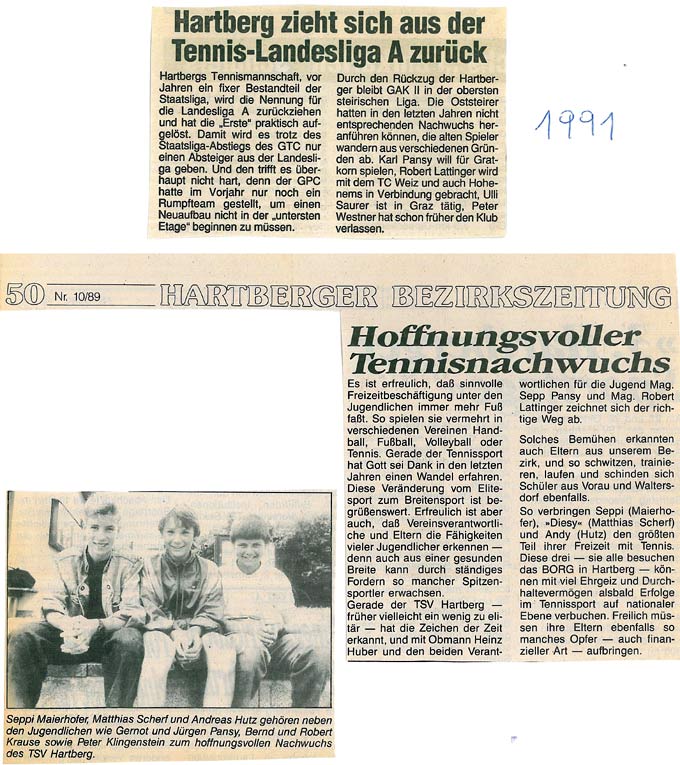 Hartberg zieht sich aus der
Tennis-Landesliga A zurück
Hartbergs Tennismannschaft, vor
Jahren ein fixer Bestandteil der
Staatsliga, wird die Nennung für
die Landesliga A zurückziehen
und hat die „Erste“ praktisch auf-
gelöst. Damit wird es trotz des
Staatsliga-Abstiegs des GTC nur
einen Absteiger aus der Landesli-
ga geben. Und den trifft es über-
haupt nicht hart, denn der GPC
hatte im Vorjahr nur noch ein
Rumpfteam gestellt, um einen
Neuaufbau nicht in der „untersten
Etage“ beginnen zu müssen.
Durch den Rückzug der Hartber-
ger bleibt GAK II in der obersten
steirischen Liga. Die Oststeirer
hatten in den letzten Jahren nicht
entsprechenden Nachwuchs her-
anführen können, die alten Spieler
wandern aus verschiedenen Grün-
den ab. Karl Pansy will für Grat-
korn spielen, Robert Lattinger wird
mit dem TC Weiz und auch Hohe-
nems in Verbindung gebracht, Ulli
Saurer ist in Graz tätig, Peter
Westner hat schon früher den Klub
verlassen.
1991
50 Nr. 10/89 HARTBERGER BEZIRKSZEITUNG
Hoffnungsvoller
Tennisnachwuchs
Es ist erfreulich, daß sinnvolle
Freizeitbeschäftigung unter den
Jugendlichen immer mehr Fuß
faßt. So spielen sie vermehrt in
verschiedenen Vereinen Hand-
ball, Fußball, Volleyball oder
Tennis. Gerade der Tennissport
hat Gott sei Dank in den letzten
Jahren einen Wandel erfahren.
Diese Veränderung vom Elite-
sport zum Breitensport ist be-
grüßenswert. Erfreulich ist aber
auch, daß Vereinsverantwortli-
che und Eltern die Fähigkeiten
vieler Jugendlicher erkennen —
denn auch aus einer gesunden
Breite kann durch ständiges
Fordern so mancher Spitzen-
sportler erwachsen.
Gerade der TSV Hartberg —
früher vielleicht ein wenig zu eli-
tär — hat die Zeichen der Zeit
erkannt, und mit Obmann Heinz
Huber und den beiden Verant-
wortlichen für die Jugend Mag.
Sepp Pansy und Mag. Robert
Lattinger zeichnet sich der rich-
tige Weg ab.
Solches Bemühen erkannten
auch Eltern aus unserem Be-
zirk, und so schwitzen, trainie-
ren, laufen und schinden sich
Schüler aus Vorau und Walters-
dorf ebenfalls.
So verbringen Seppi (Maierho-
fer), »Diesy« (Matthias Scherf)
und Andy (Hutz) den größten
Teil ihrer Freizeit mit Tennis.
Diese drei — sie alle besuchen
das BORG in Hartberg — kön-
nen mit viel Ehrgeiz und Durch-
haltevermögen alsbald Erfolge
im Tennissport auf nationaler
Ebene verbuchen. Freilich müs-
sen ihre Eltern ebenfalls so
manches Opfer — auch finan-
zieller Art — aufbringen.
Seppi Maierhofer, Matthias Scherf und Andreas Hutz gehören neben
den Jugendlichen wie Gernot und Jürgen Pansy, Bernd und Robert
Krause sowie Peter Klingenstein zum hoffnungsvollen Nachwuchs
des TSV Hartberg.